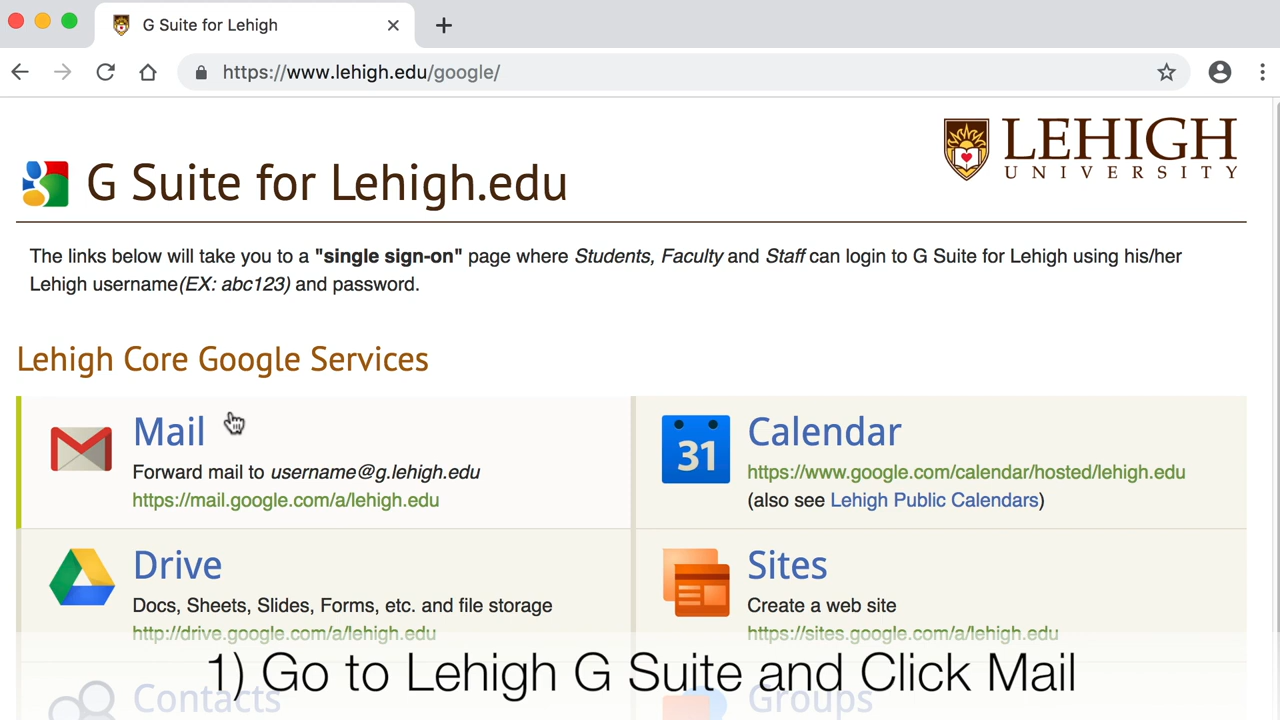 G Suite for Lehigh
https://www.lehigh.edu/google/
LEHIGH
UNIVERSITY
G Suite for Lehigh.edu
The links below will take you to a "single sign-on" page where Students, Faculty and Staff can login to G Suite for Lehigh using his/her
Lehigh username(EX: abc123) and password.
Lehigh Core Google Services
Mail
Forward mail to username@g.lehigh.edu
https://mail.google.com/a/lehigh.edu
31
Calendar
https://www.google.com/calendar/hosted/lehigh.edu
(also see Lehigh Public Calendars)
Drive
Docs, Sheets, Slides, Forms, etc. and file storage
http://drive.google.com/a/lehigh.edu
Sites
Create a web site
https://sites.google.com/a/lehigh.edu
1) Go to Lehigh G Suite and Click Mail
Contacts
Groups